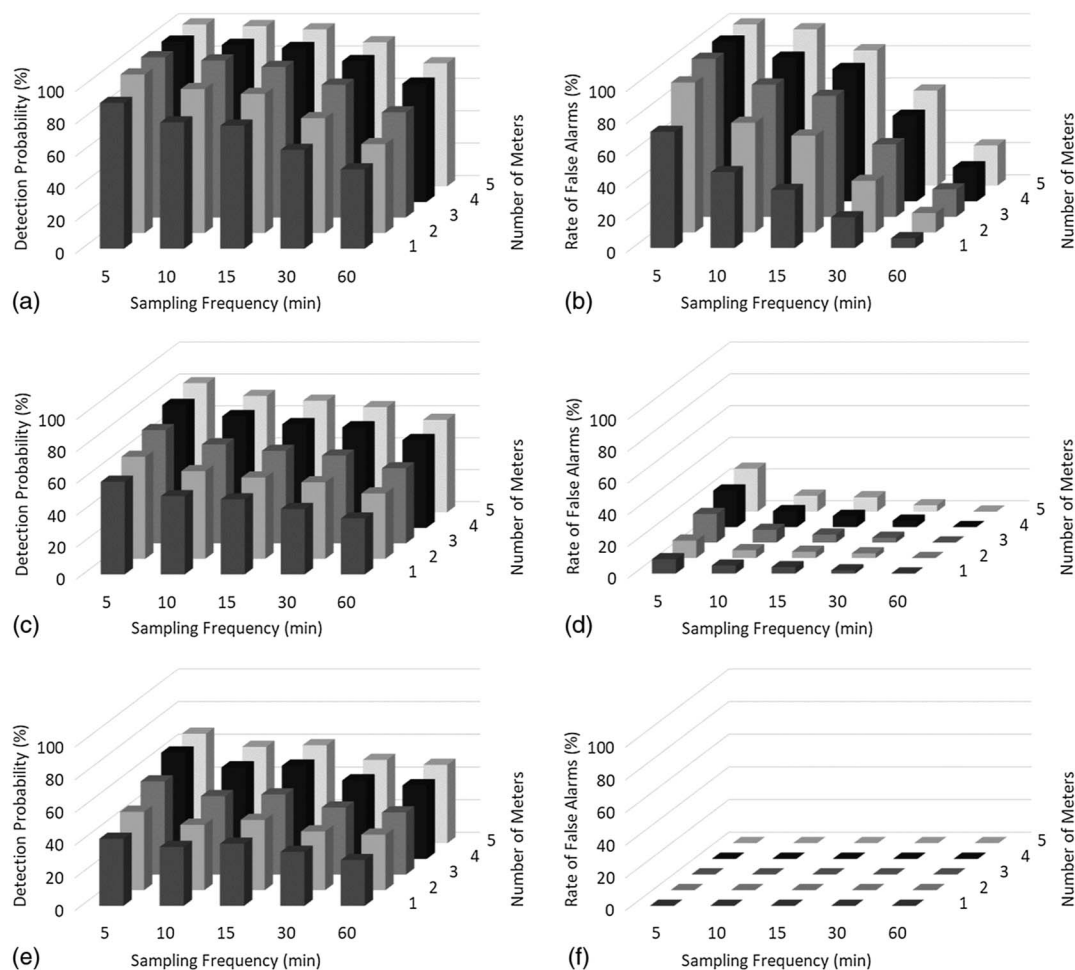 Detection Probability (%)
100
80
60
40
20
0
5 10 15 30 60
Sampling Frequency (min)
1
2
3
4
5
Number of Meters
(a)
Rate of False Alarms (%)
100
80
60
40
20
0
5 10 15 30 60
Sampling Frequency (min)
1
2
3
4
5
Number of Meters
(b)
Detection Probability (%)
100
80
60
40
20
0
5 10 15 30 60
Sampling Frequency (min)
1
2
3
4
5
Number of Meters
(c)
Rate of False Alarms (%)
100
80
60
40
20
0
5 10 15 30 60
Sampling Frequency (min)
1
2
3
4
5
Number of Meters
(d)
Detection Probability (%)
100
80
60
40
20
0
5 10 15 30 60
Sampling Frequency (min)
1
2
3
4
5
Number of Meters
(e)
Rate of False Alarms (%)
100
80
60
40
20
0
5 10 15 30 60
Sampling Frequency (min)
1
2
3
4
5
Number of Meters
(f)